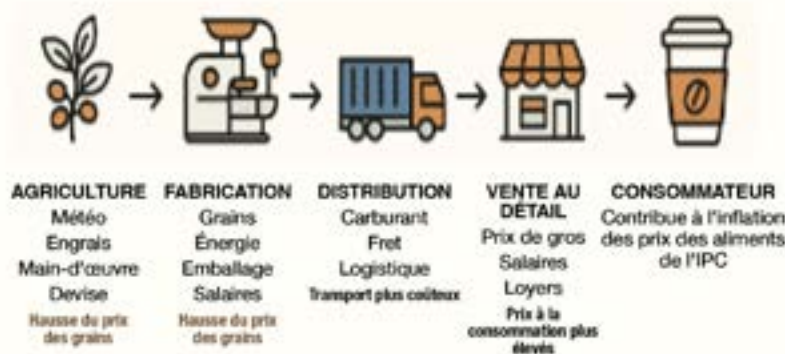 AGRICULTURE
Météo
Engrais
Main-d'œuvre
Devise
Hausse du prix
des grains
FABRICATION
Grains
Énergie
Emballage
Salaires
Hausse du prix
des grains
DISTRIBUTION
Carburant
Fret
Logistique
Transport plus coûteux
VENTE AU
DÉTAIL
Prix de gros
Salaires
Loyers
Prix à la
consommation plus
élevés
CONSOMMATEUR
Contribue à l'inflation
des prix des aliments
de l'IPC